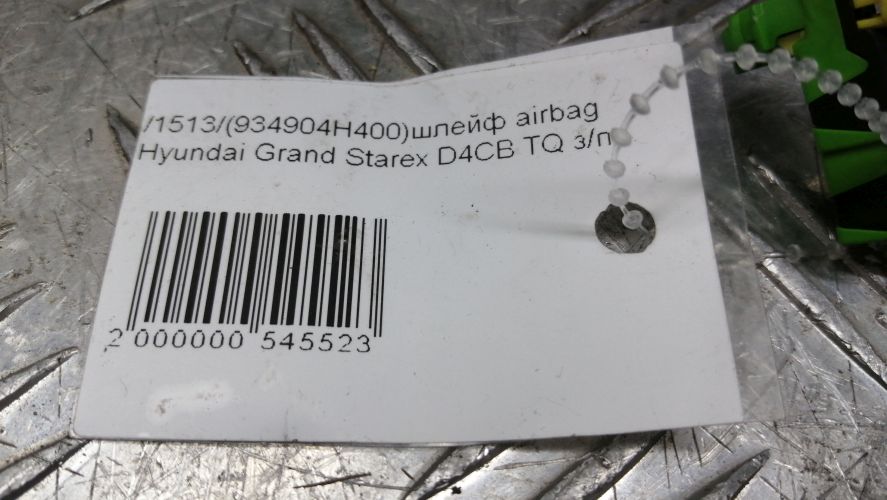 /1513/(934904H400)шлейф airbag
Hyundai Grand Starex D4CB TQ з/п
2 000000 545523